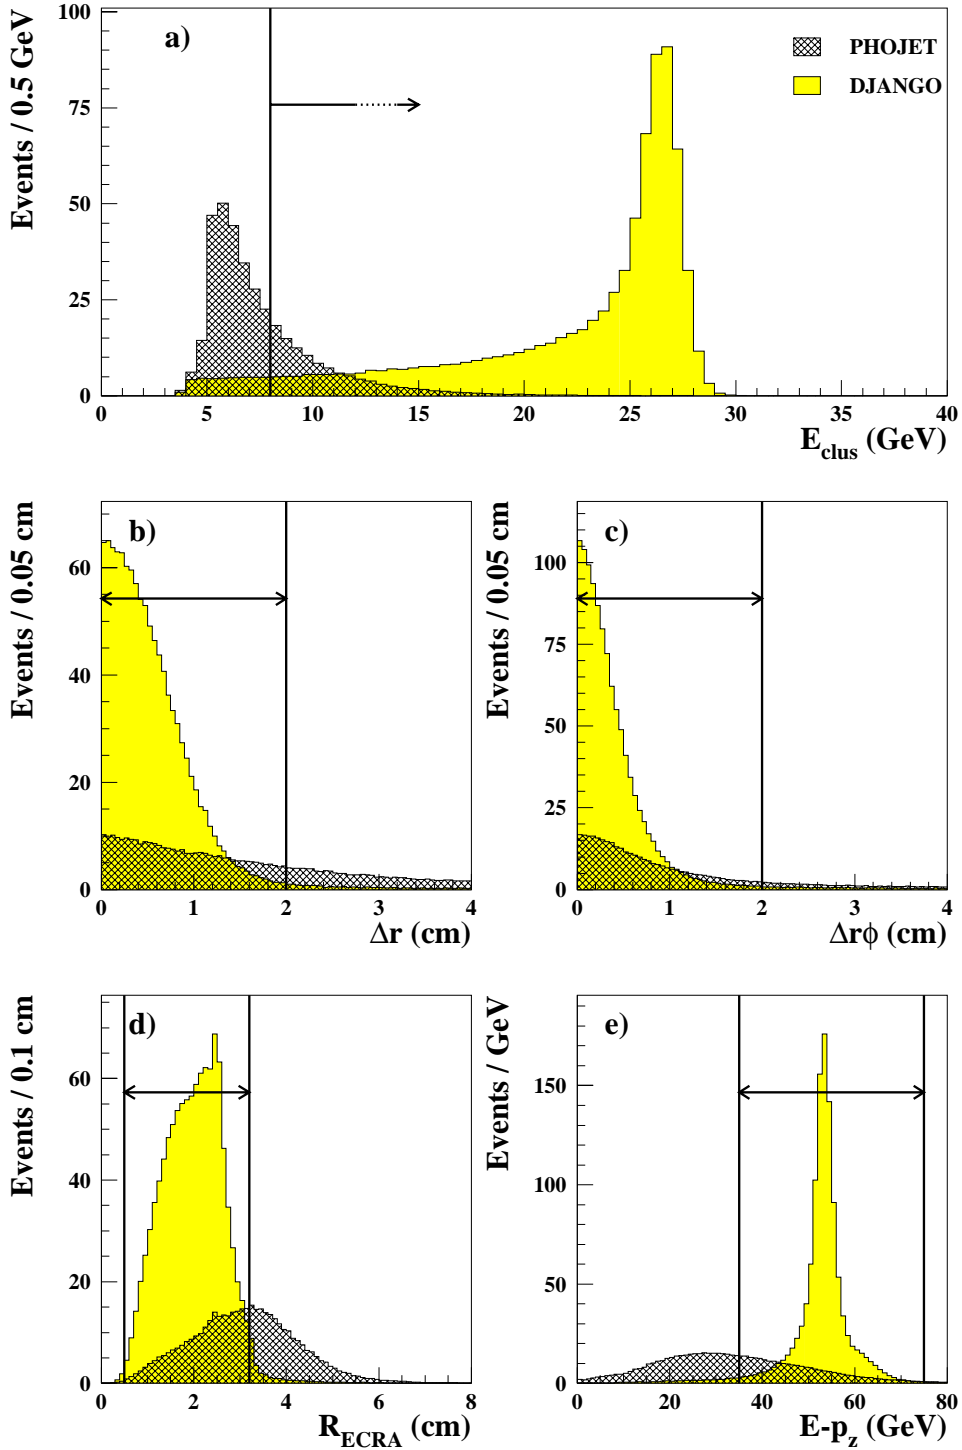 Events / 0.5 GeV
100
75
50
25
0
a)
PHOJET
DJANGO
0 5 10 15 20 25 30 35 40
E_clus (GeV)
Events / 0.05 cm
60
40
20
0
b)
0 1 2 3 4
Δr (cm)
Events / 0.05 cm
100
75
50
25
0
c)
0 1 2 3 4
Δrϕ (cm)
Events / 0.1 cm
60
40
20
0
d)
0 2 4 6 8
R_ECRA (cm)
Events / GeV
150
100
50
0
e)
0 20 40 60 80
E-p_z (GeV)